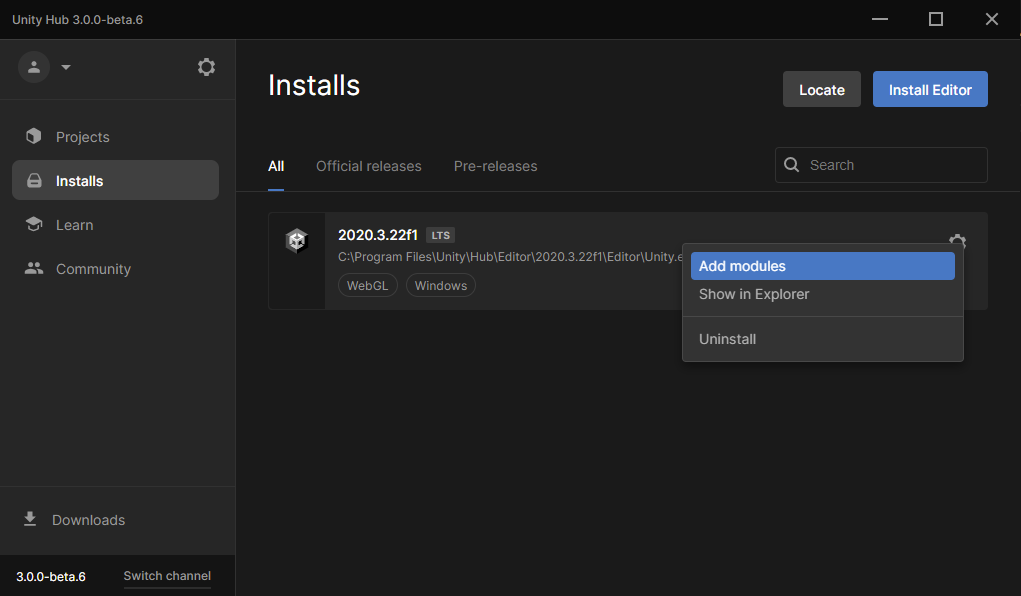 Unity Hub 3.0.0-beta.6
Projects
Installs
Learn
Community
Downloads
3.0.0-beta.6 Switch channel
Installs
Locate Install Editor
All Official releases Pre-releases Search
2020.3.22f1 LTS
C:\Program Files\Unity\Hub\Editor\2020.3.22f1\Editor\Unity.e
WebGL Windows
Add modules
Show in Explorer
Uninstall